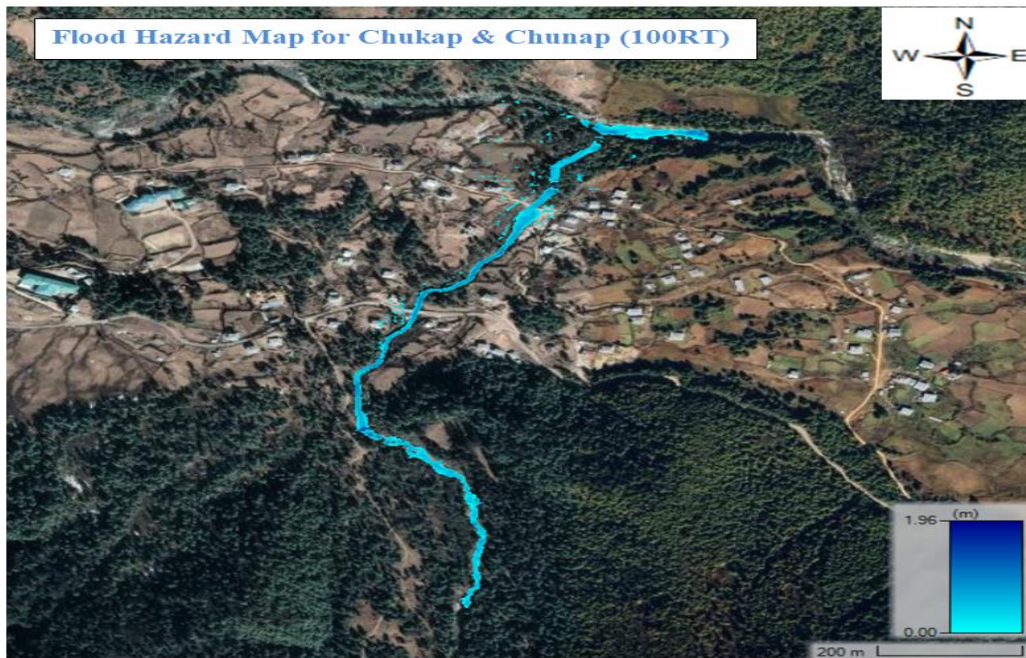 Flood Hazard Map for Chukap & Chunap (100RT)
N
W E
S
(m)
1.96
0.00
200 m